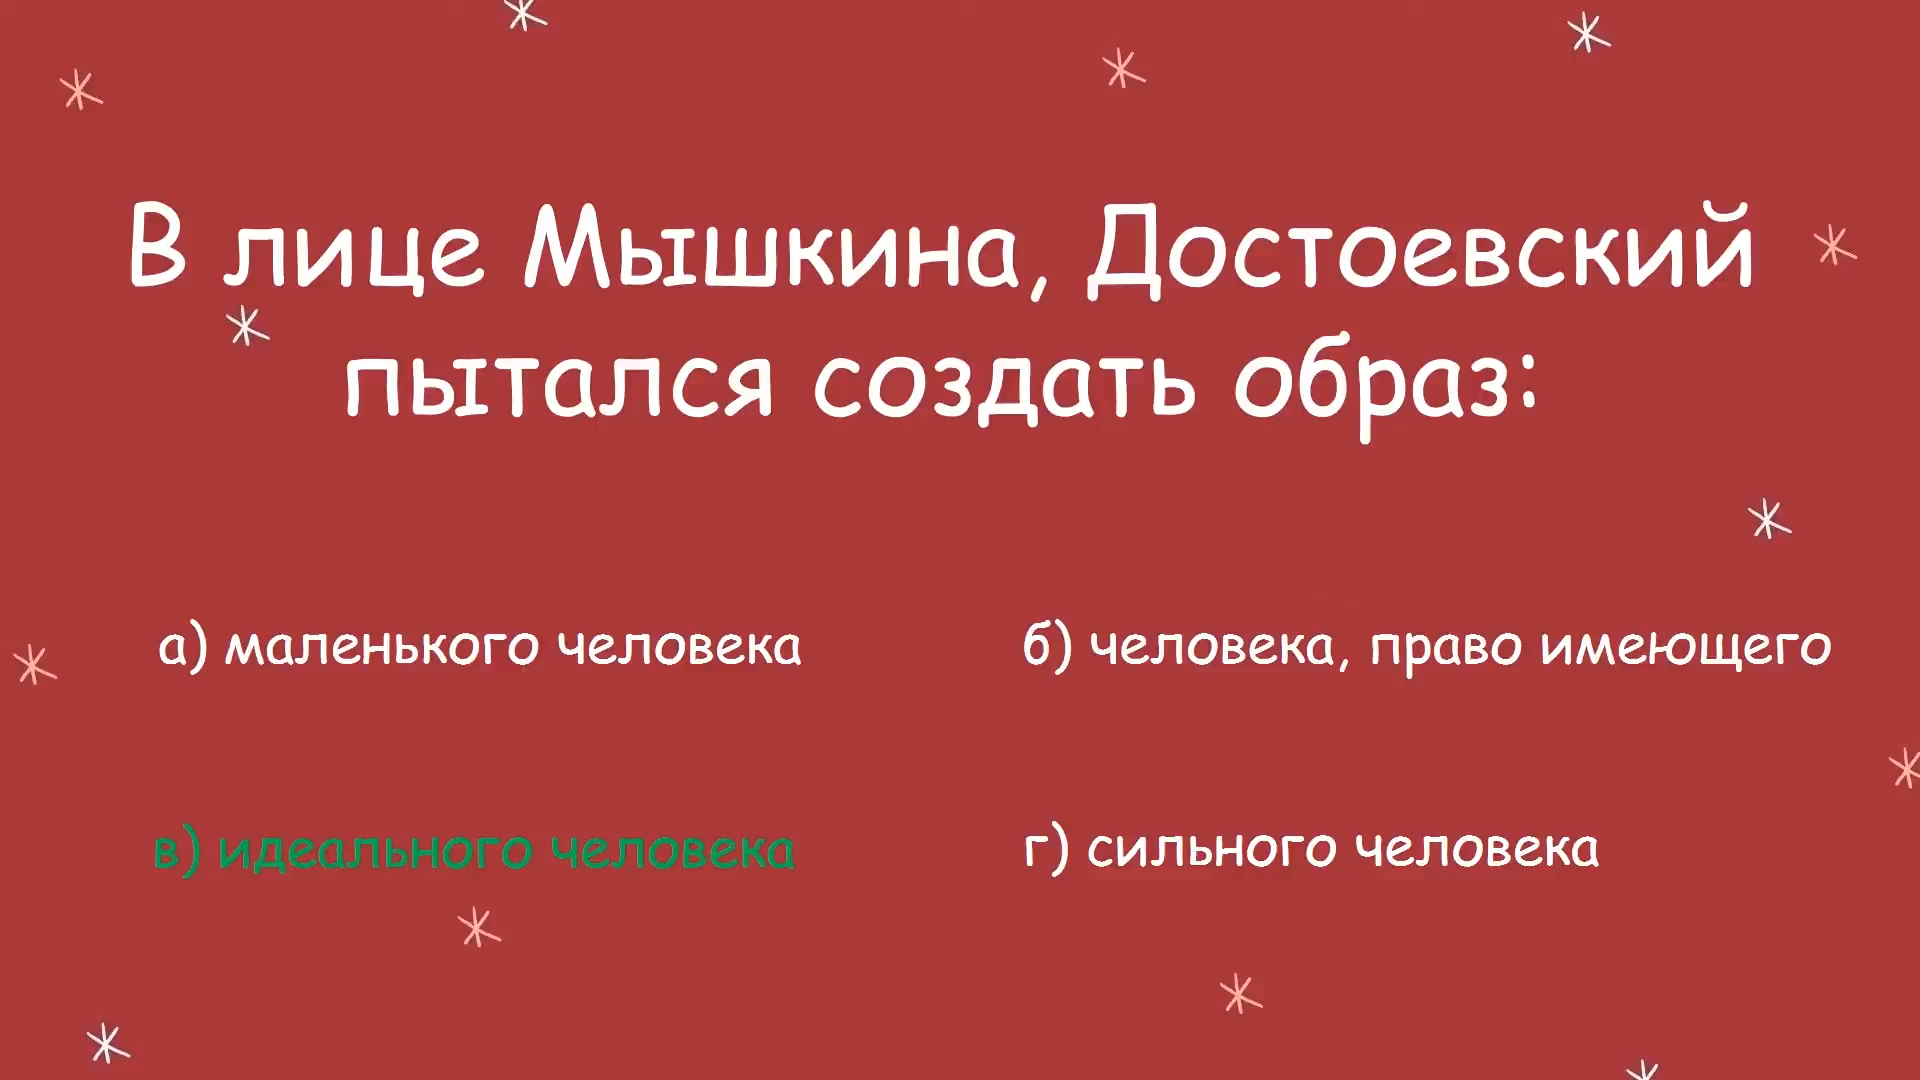 В лице Мышкина, Достоевский
пытался создать образ:
а) маленького человека
б) человека, право имеющего
в) идеального человека
г) сильного человека